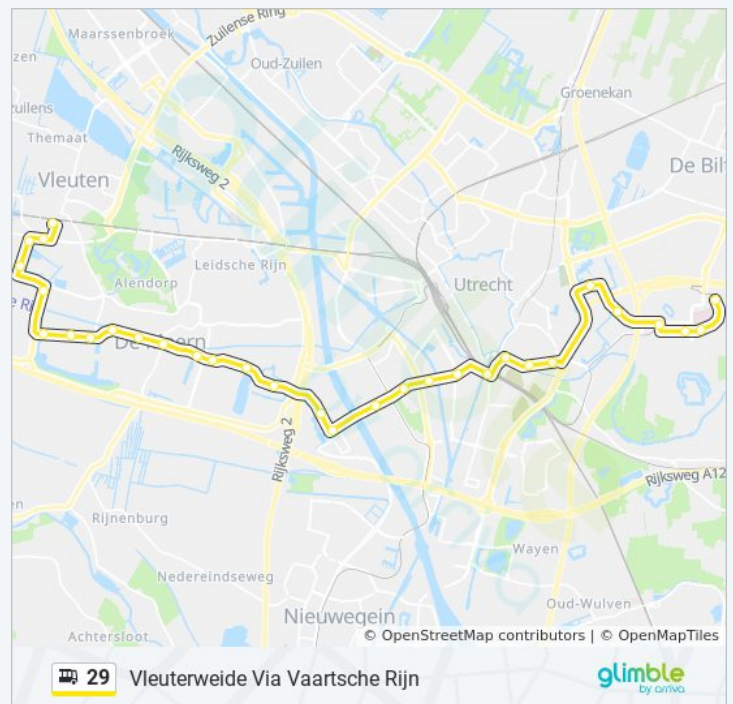 Maarssenbroek
Zuilense Ring
Oud-Zuilen
zen
Groenekan
uilens
Themaat
Rijksweg 2
De Bilt
Vleuten
Leidsche Rijn
Alendorp
Utrecht
De Meern
Rijksweg 2
Rijksweg A12
en
Rijnenburg
Wayen
Nedereindseweg
Oud-Wulven
Nieuwegein
Achtersloot
© OpenStreetMap contributors | © OpenMapTiles
29 Vleuterweide Via Vaartsche Rijn
glimble
by arriva